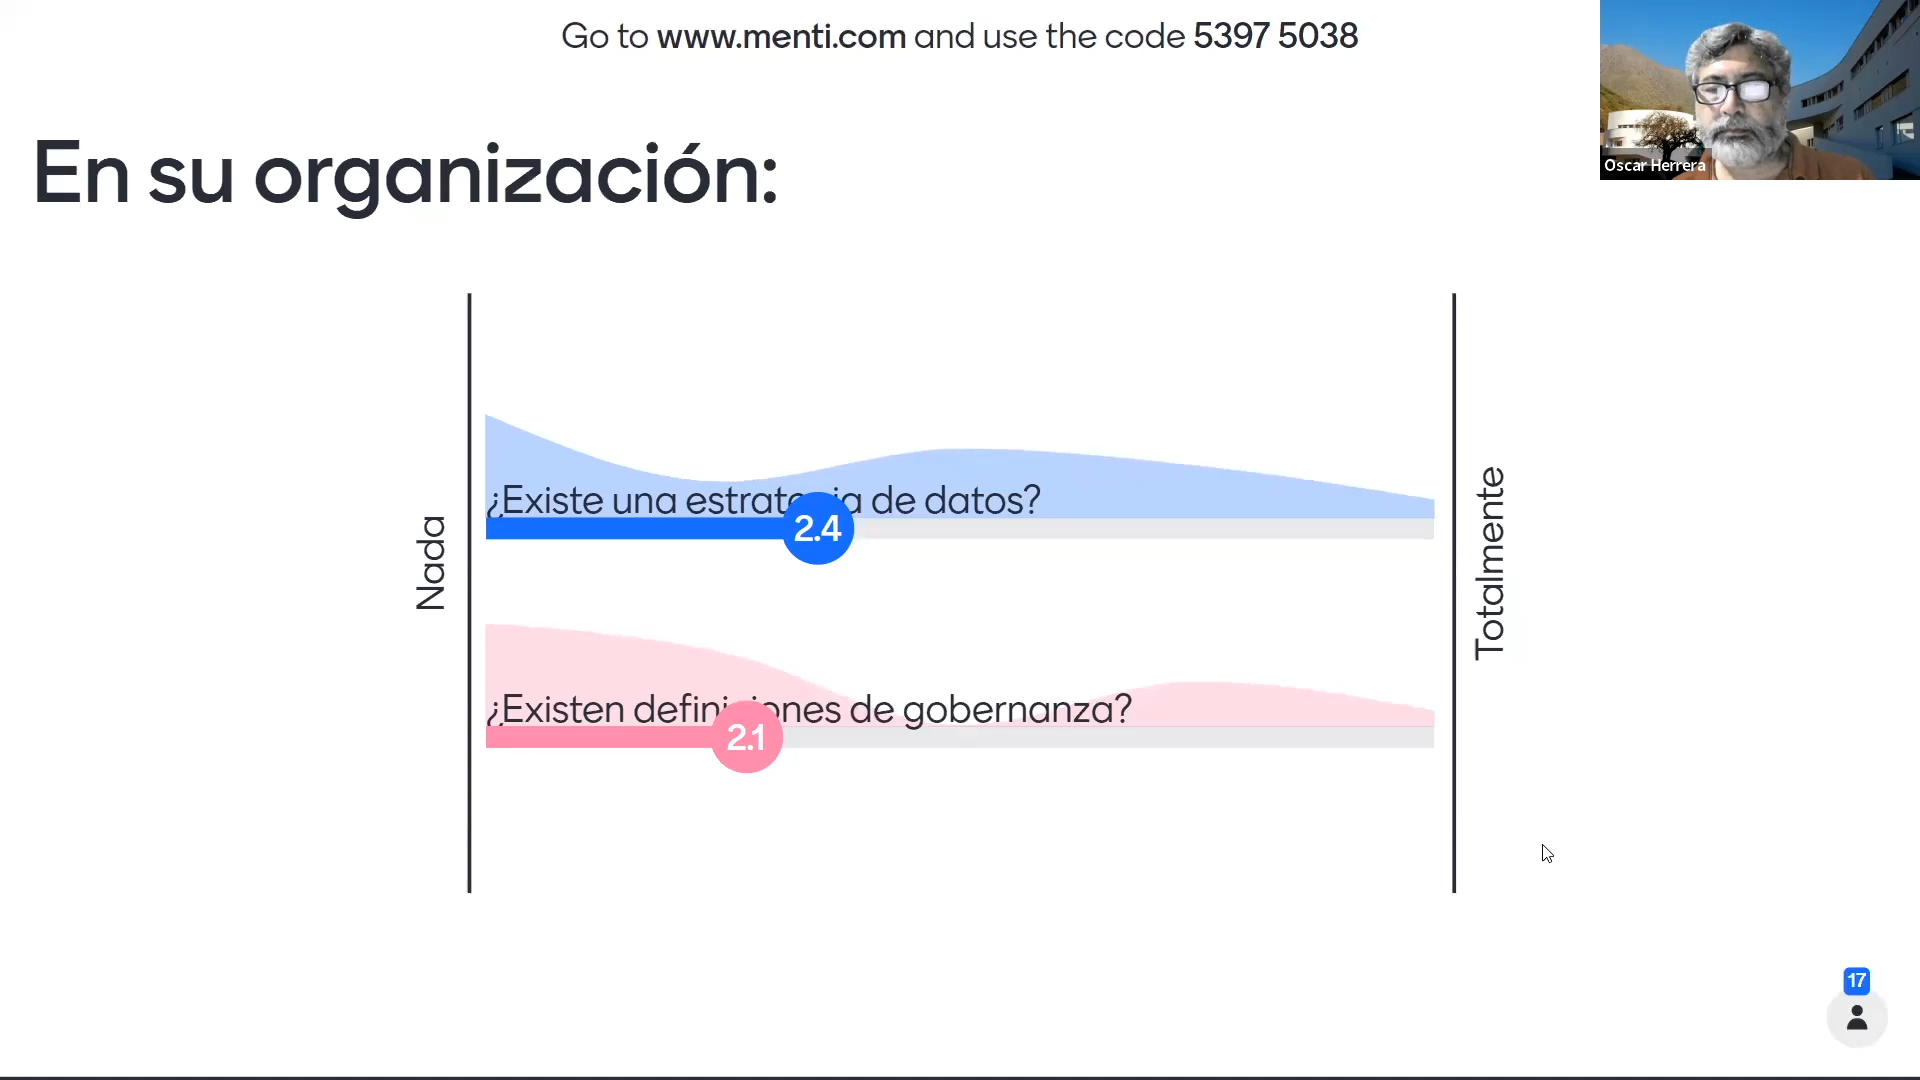 Go to www.menti.com and use the code 5397 5038
Oscar Herrera
En su organización:
Nada
¿Existe una estrategia de datos?
2.4
¿Existen definiciones de gobernanza?
2.1
Totalmente
17